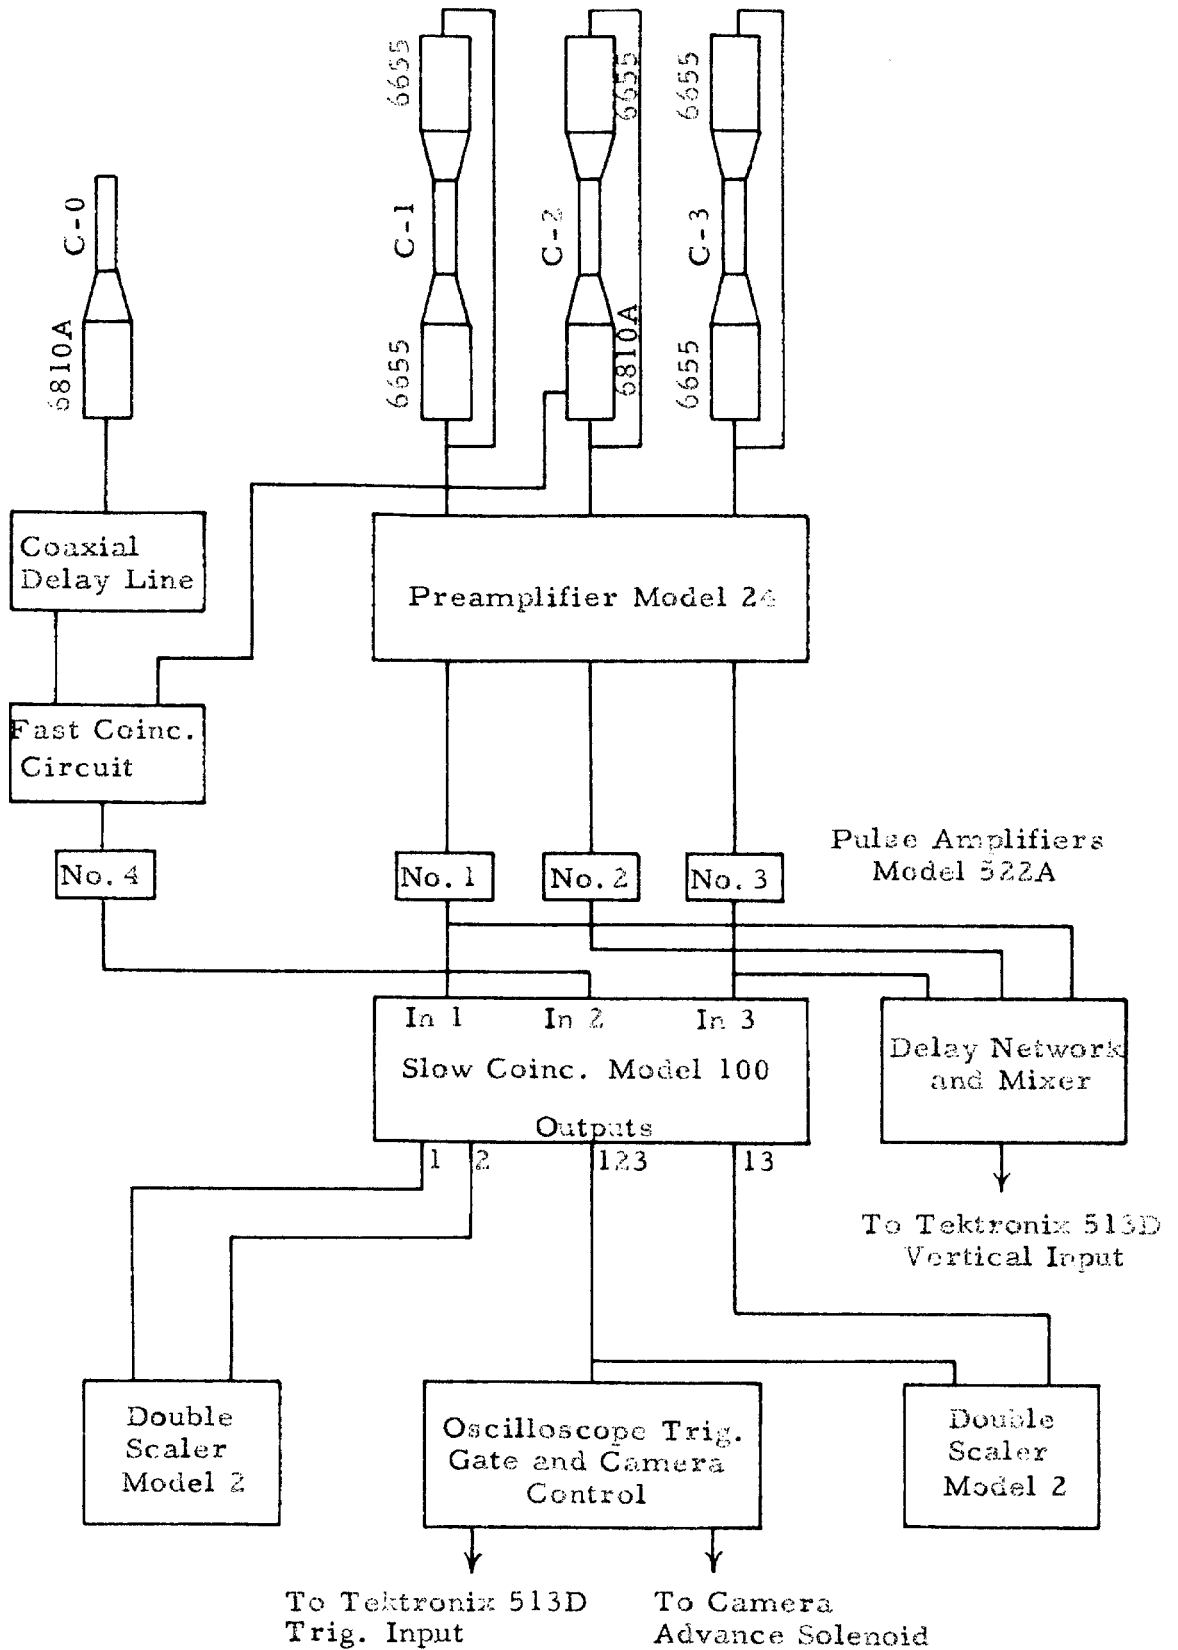 6655
6655
6655
C-0
C-1
C-2
C-3
6810A
6655
6810A
6655
Coaxial
Delay Line
Preamplifier Model 24
Fast Coinc.
Circuit
Pulse Amplifiers
Model 522A
No. 4
No. 1
No. 2
No. 3
In 1
In 2
In 3
Slow Coinc. Model 100
Outputs
Delay Network
and Mixer
1
2
123
13
To Tektronix 513D
Vertical Input
Double
Scaler
Model 2
Oscilloscope Trig.
Gate and Camera
Control
Double
Scaler
Model 2
To Tektronix 513D
Trig. Input
To Camera
Advance Solenoid